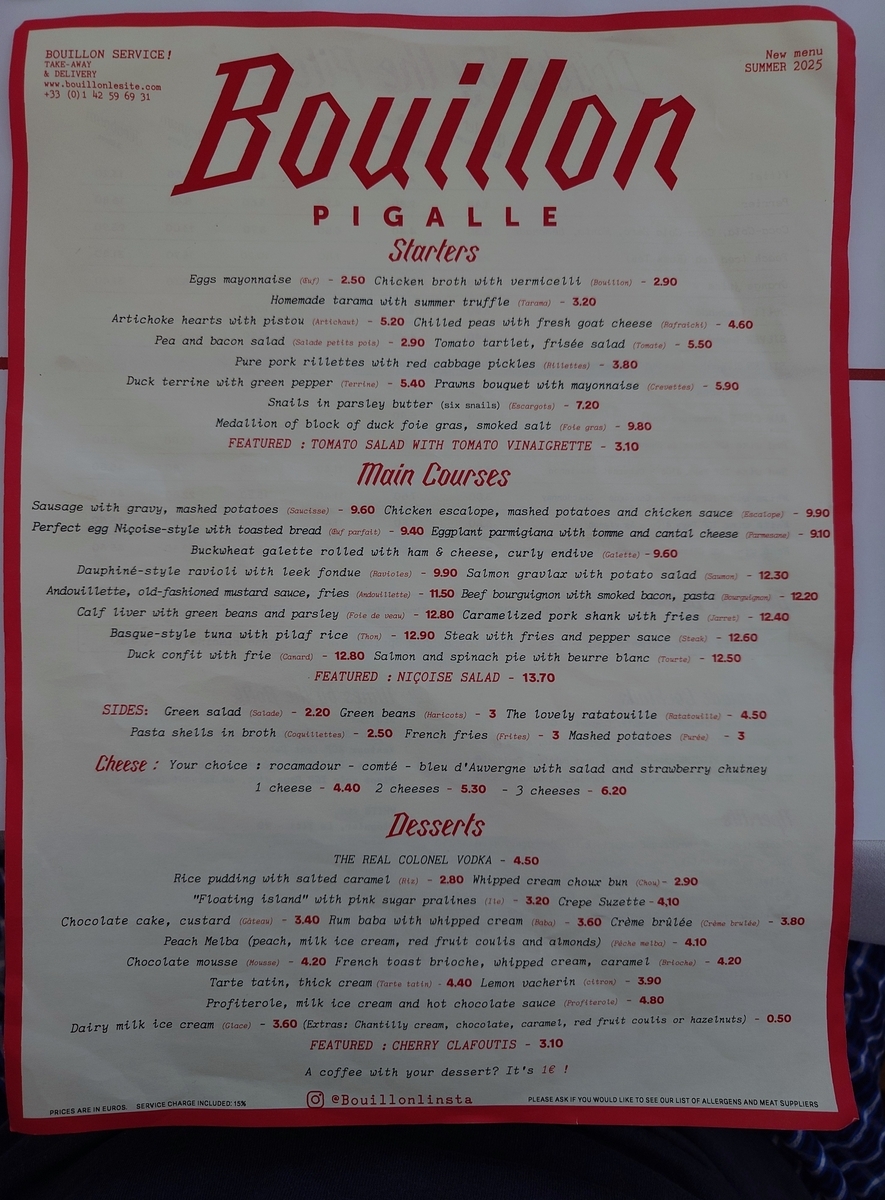 BOUILLON SERVICE!
TAKE-AWAY
& DELIVERY
www.bouillonlesite.com
+33 (0)1 42 59 69 31
New menu
SUMMER 2025
Bouillon
PIGALLE
Starters
Eggs mayonnaise (Œuf) - 2.50 Chicken broth with vermicelli (Bouillon) - 2.90
Homemade tarama with summer truffle (Tarama) - 3.20
Artichoke hearts with pistou (Artichaut) - 5.20 Chilled peas with fresh goat cheese (Rafraichi) - 4.60
Pea and bacon salad (Salade petits pois) - 2.90 Tomato tartlet, frisée salad (Tomate) - 5.50
Pure pork rillettes with red cabbage pickles (Rillettes) - 3.80
Duck terrine with green pepper (Terrine) - 5.40 Prawns bouquet with mayonnaise (Crevettes) - 5.90
Snails in parsley butter (six snails) (Escargots) - 7.20
Medallion of block of duck foie gras, smoked salt (Foie gras) - 9.80
FEATURED : TOMATO SALAD WITH TOMATO VINAIGRETTE - 3.10
Main Courses
Sausage with gravy, mashed potatoes (Saucisse) - 9.60 Chicken escalope, mashed potatoes and chicken sauce (Escalope) - 9.90
Perfect egg Niçoise-style with toasted bread (Œuf parfait) - 9.40 Eggplant parmigiana with tomme and cantal cheese (Parmesane) - 9.10
Buckwheat galette rolled with ham & cheese, curly endive (Galette) - 9.60
Dauphiné-style ravioli with leek fondue (Ravioles) - 9.90 Salmon gravlax with potato salad (Saumon) - 12.30
Andouillette, old-fashioned mustard sauce, fries (Andouillette) - 11.50 Beef bourguignon with smoked bacon, pasta (Bourguignon) - 12.20
Calf liver with green beans and parsley (Foie de veau) - 12.80 Caramelized pork shank with fries (Jarret) - 12.40
Basque-style tuna with pilaf rice (Thon) - 12.90 Steak with fries and pepper sauce (Steak) - 12.60
Duck confit with frie (Canard) - 12.80 Salmon and spinach pie with beurre blanc (Tourte) - 12.50
FEATURED : NIÇOISE SALAD - 13.70
SIDES: Green salad (Salade) - 2.20 Green beans (Haricots) - 3 The lovely ratatouille (Ratatouille) - 4.50
Pasta shells in broth (Coquillettes) - 2.50 French fries (Frites) - 3 Mashed potatoes (Purée) - 3
Cheese : Your choice : rocamadour - comté - bleu d'Auvergne with salad and strawberry chutney
1 cheese - 4.40 2 cheeses - 5.30 - 3 cheeses - 6.20
Desserts
THE REAL COLONEL VODKA - 4.50
Rice pudding with salted caramel (Riz) - 2.80 Whipped cream choux bun (Chou)- 2.90
"Floating island" with pink sugar pralines (Ile) - 3.20 Crepe Suzette - 4,10
Chocolate cake, custard (Gâteau) - 3.40 Rum baba with whipped cream (Baba) - 3.60 Crème brûlée (Crème brulée) - 3.80
Peach Melba (peach, milk ice cream, red fruit coulis and almonds) (Pêche melba) - 4.10
Chocolate mousse (Mousse) - 4.20 French toast brioche, whipped cream, caramel (Brioche) - 4.20
Tarte tatin, thick cream (Tarte tatin) - 4.40 Lemon vacherin (citron) - 3.90
Profiterole, milk ice cream and hot chocolate sauce (Profiterole) - 4.80
Dairy milk ice cream (Glace) - 3.60 (Extras: Chantilly cream, chocolate, caramel, red fruit coulis or hazelnuts) - 0.50
FEATURED : CHERRY CLAFOUTIS - 3.10
A coffee with your dessert? It's 1€ !
PRICES ARE IN EUROS. SERVICE CHARGE INCLUDED: 15%
@Bouillonlinsta
PLEASE ASK IF YOU WOULD LIKE TO SEE OUR LIST OF ALLERGENS AND MEAT SUPPLIERS